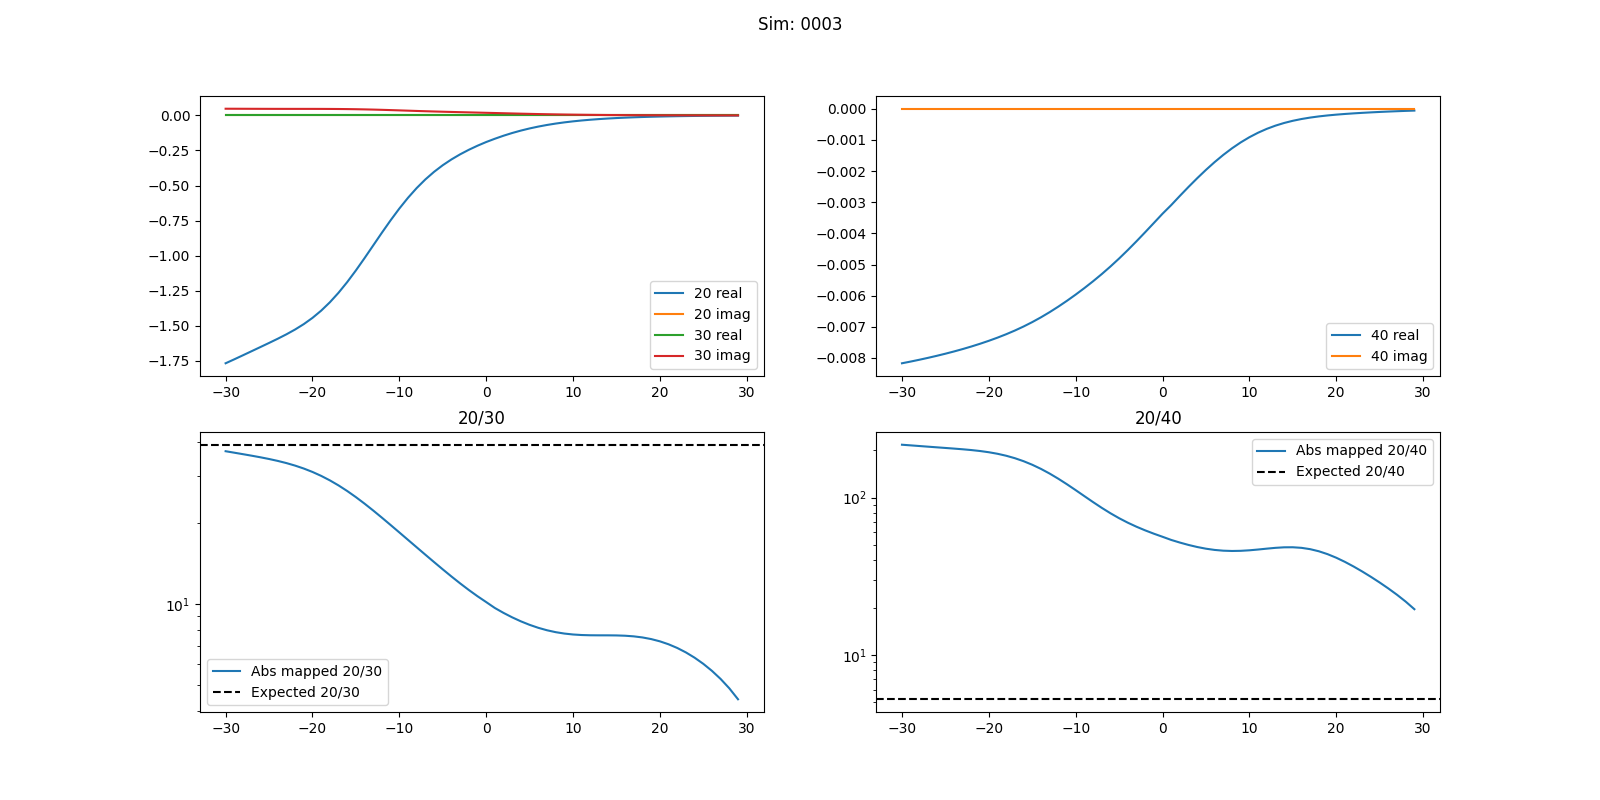 Sim: 0003
0.00
−0.25
−0.50
−0.75
−1.00
−1.25
−1.50
−1.75
20 real
20 imag
30 real
30 imag
−30 −20 −10 0 10 20 30
0.000
−0.001
−0.002
−0.003
−0.004
−0.005
−0.006
−0.007
−0.008
40 real
40 imag
−30 −20 −10 0 10 20 30
20/30
10¹
Abs mapped 20/30
Expected 20/30
−30 −20 −10 0 10 20 30
20/40
Abs mapped 20/40
Expected 20/40
10²
10¹
−30 −20 −10 0 10 20 30